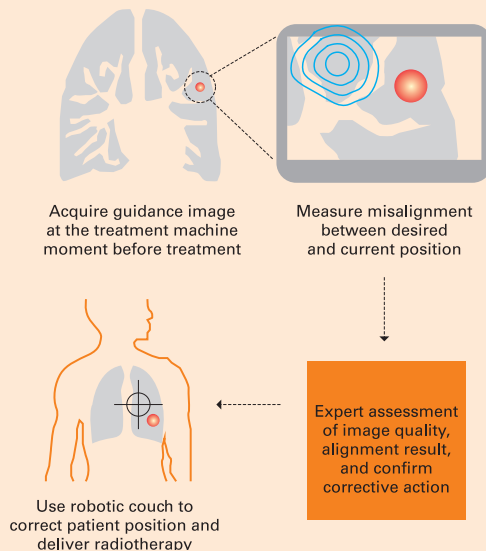 Acquire guidance image
at the treatment machine
moment before treatment
Measure misalignment
between desired
and current position
Expert assessment
of image quality,
alignment result,
and confirm
corrective action
Use robotic couch to
correct patient position and
deliver radiotherapy